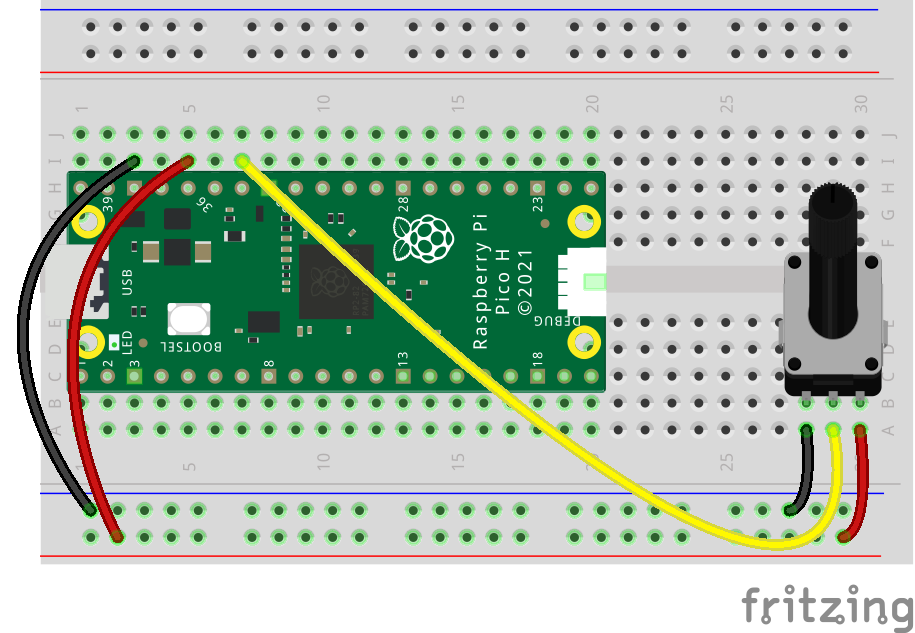 1 5 10 15 20 25 30
J J
I I
H H
G
F
39 36 28 23
USB
Raspberry Pi
Pico H
©2021
DEBUG
E E
D D
LED
BOOTSEL
2 3 8 13 18
C C
B B
A A
1 5 10 15 20 25
fritzing